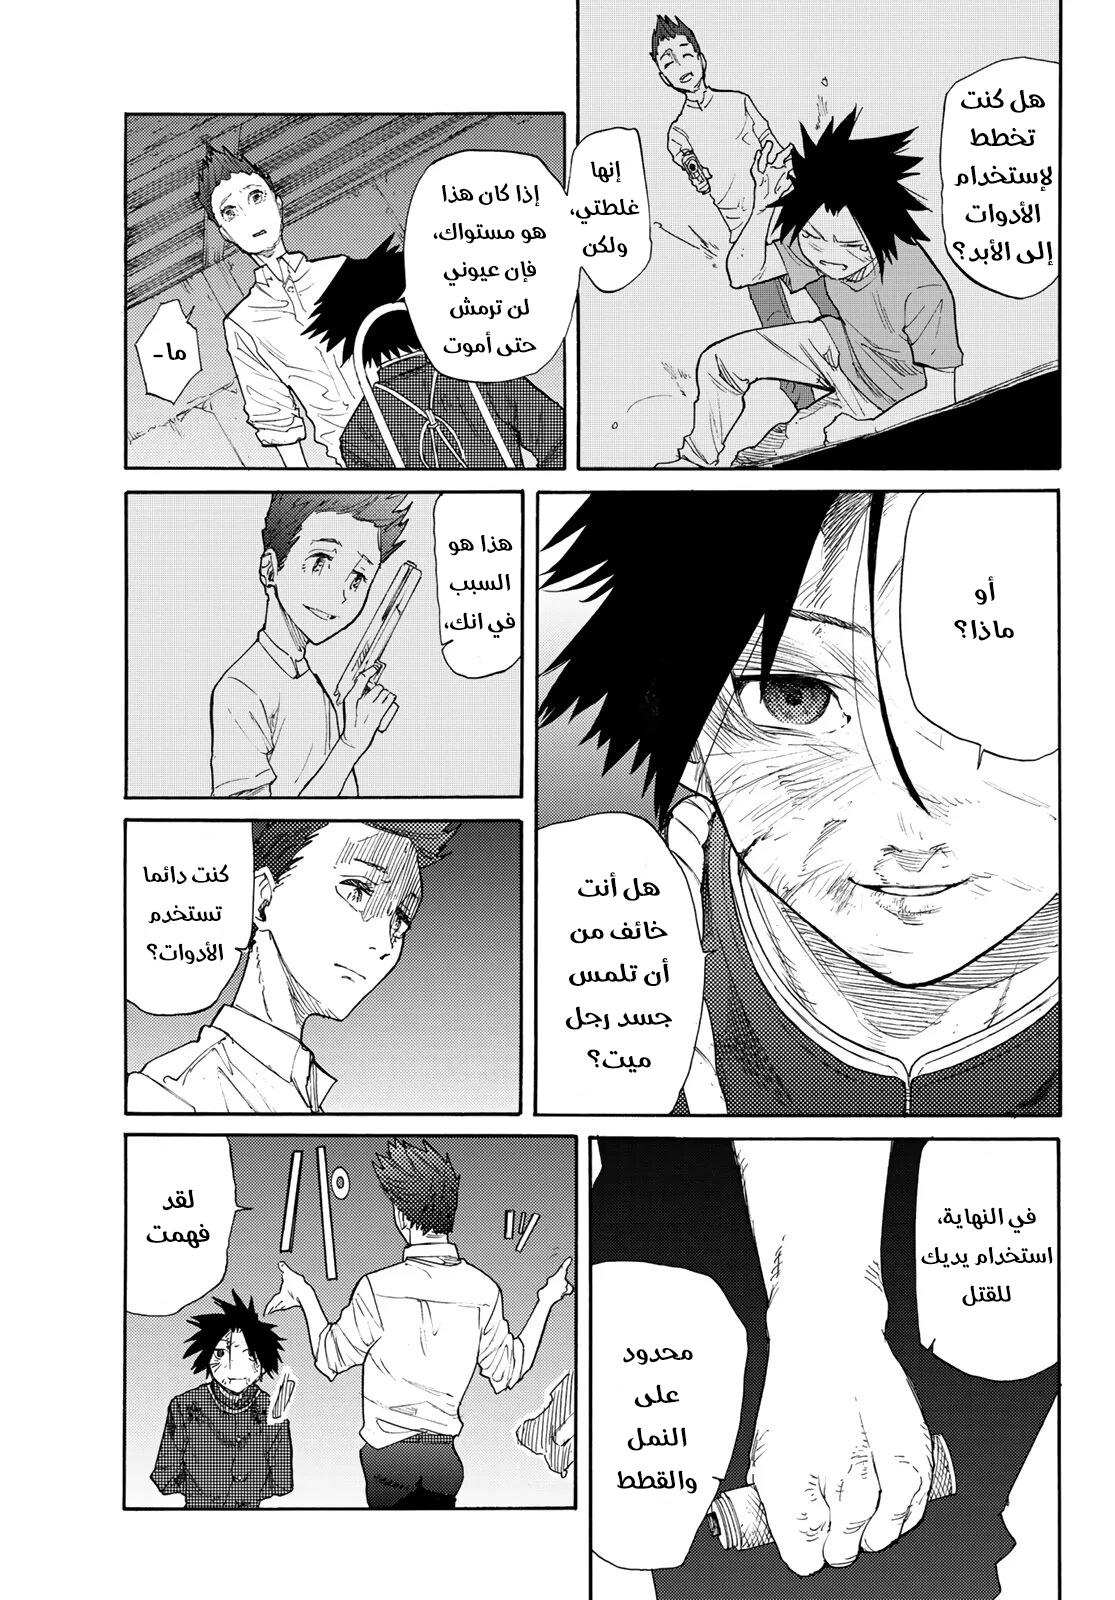 هل كنت
تخطط
لإستخدام
الأدوات
إلى الأبد؟
إنها
غلطتي،
ولكن
إذا كان هذا
هو مستواك،
فإن عيوني
لن ترمش
حتى أموت
ما-
أو
ماذا؟
هل أنت
خائف من
أن تلمس
جسد رجل
ميت؟
هذا هو
السبب
في انك،
كنت دائما
تستخدم
الأدوات؟
في النهاية،
استخدام يديك
للقتل
محدود
على
النمل
والقطط
لقد
فهمت